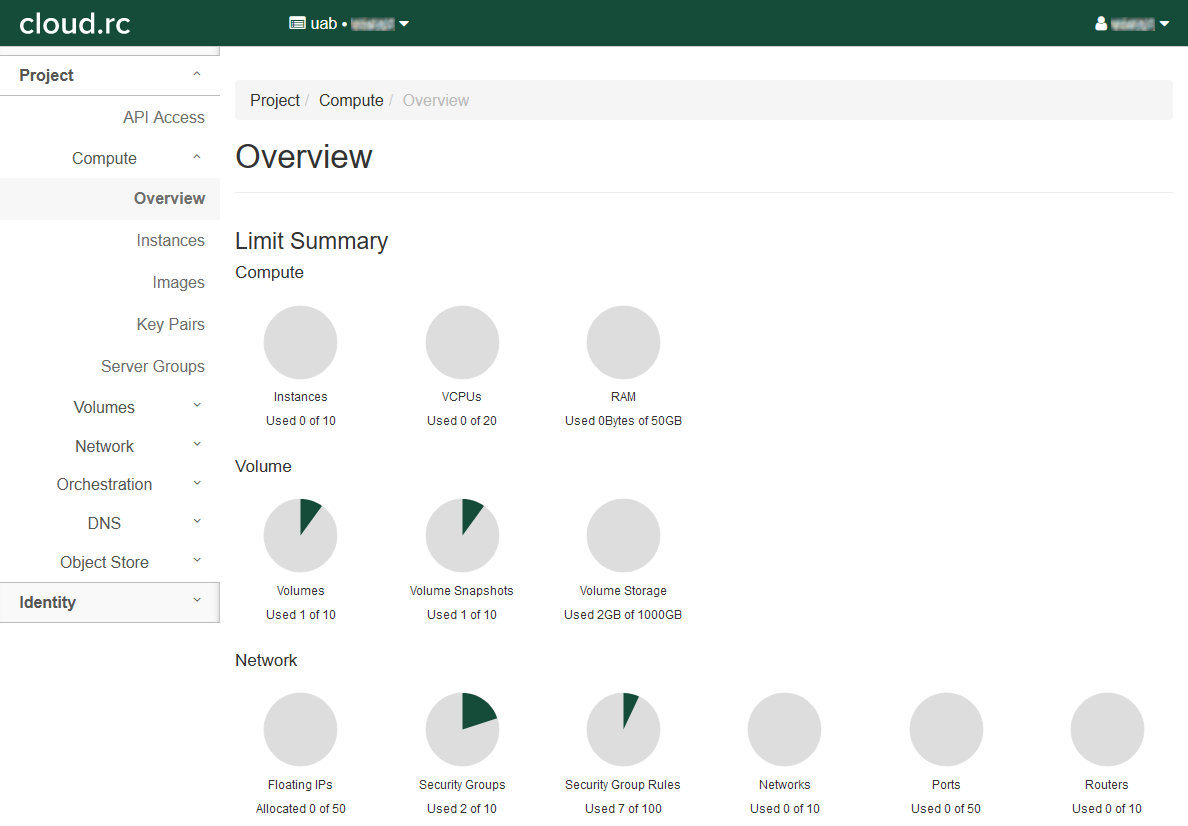 cloud.rc
uab •
Project
API Access
Compute
Overview
Instances
Images
Key Pairs
Server Groups
Volumes
Network
Orchestration
DNS
Object Store
Identity
Project / Compute / Overview
Overview
Limit Summary
Compute
Instances VCPUs RAM
Used 0 of 10 Used 0 of 20 Used 0Bytes of 50GB
Volume
Volumes Volume Snapshots Volume Storage
Used 1 of 10 Used 1 of 10 Used 2GB of 1000GB
Network
Floating IPs Security Groups Security Group Rules Networks Ports Routers
Allocated 0 of 50 Used 2 of 10 Used 7 of 100 Used 0 of 10 Used 0 of 50 Used 0 of 10